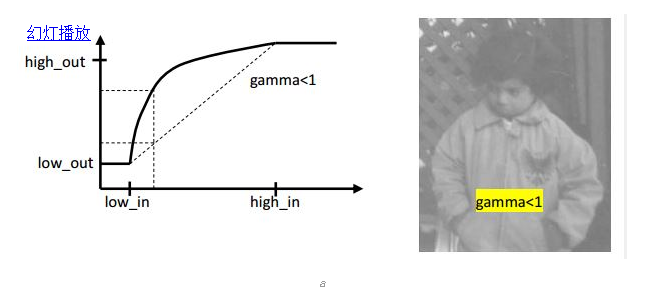 幻灯播放
high_out
gamma<1
low_out
low_in
high_in
gamma<1
a